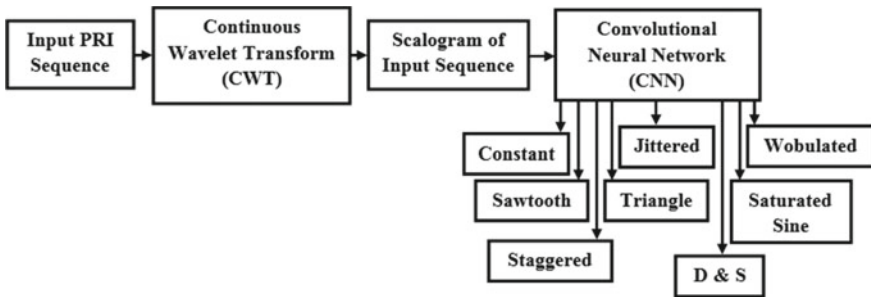 Input PRI
Sequence
Continuous
Wavelet Transform
(CWT)
Scalogram of
Input Sequence
Convolutional
Neural Network
(CNN)
Constant
Jittered
Wobulated
Sawtooth
Triangle
Saturated
Sine
Staggered
D & S